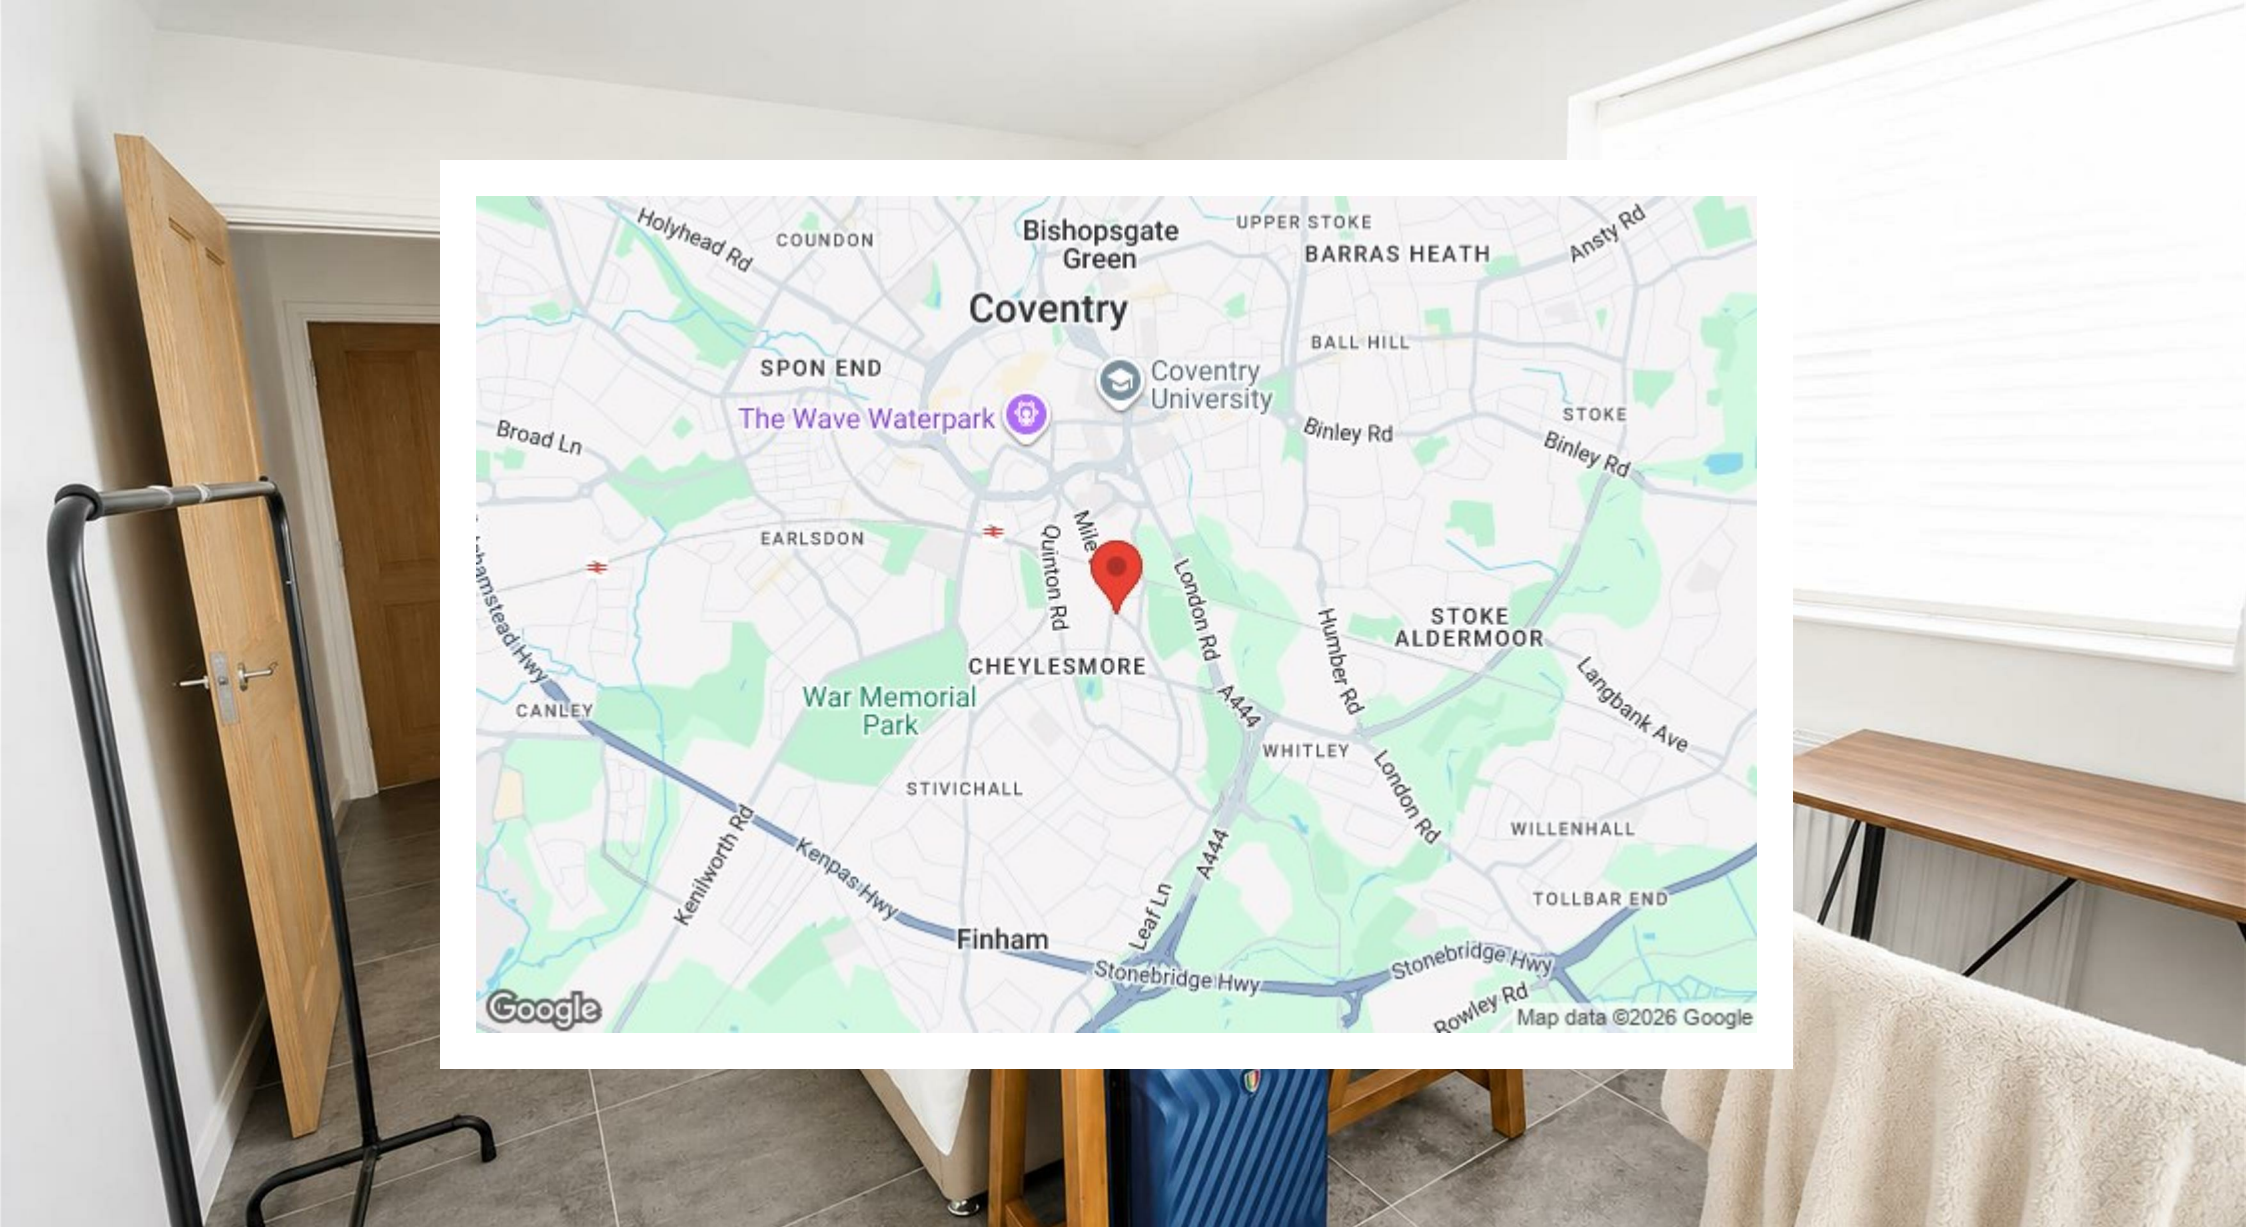 Holyhead Rd
COUNDON
Bishopsgate
Green
UPPER STOKE
BARRAS HEATH
Ansty Rd
Coventry
SPON END
BALL HILL
Coventry
University
The Wave Waterpark
Broad Ln
Binley Rd
STOKE
Binley Rd
EARLSDON
Mile
Quinton Rd
London Rd
Humber Rd
STOKE
ALDERMOOR
CHEYLESMORE
War Memorial
Park
CANLEY
A444
Langbank Ave
WHITLEY
STIVICHALL
London Rd
Kenilworth Rd
Kenpas Hwy
A444
WILLENHALL
TOLLBAR END
Leaf Ln
Finham
Stonebridge Hwy
Stonebridge Hwy
Rowley Rd
Google
Map data ©2026 Google